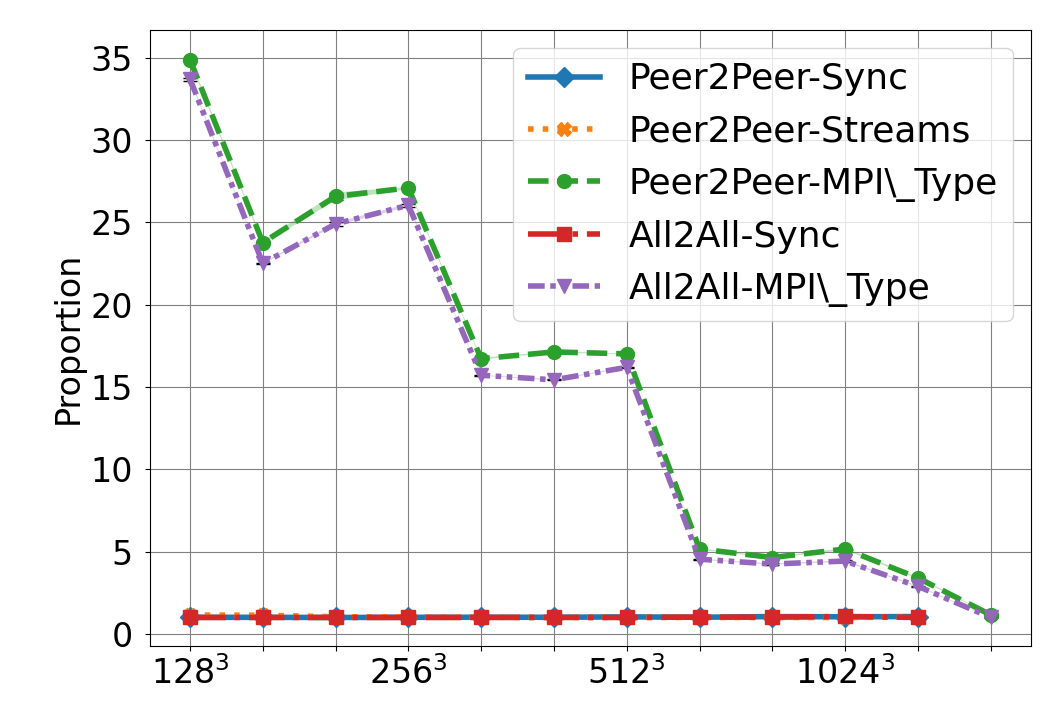 35
30
25
20
15
10
5
0
Proportion
128³
256³
512³
1024³
Peer2Peer-Sync
Peer2Peer-Streams
Peer2Peer-MPI\_Type
All2All-Sync
All2All-MPI\_Type